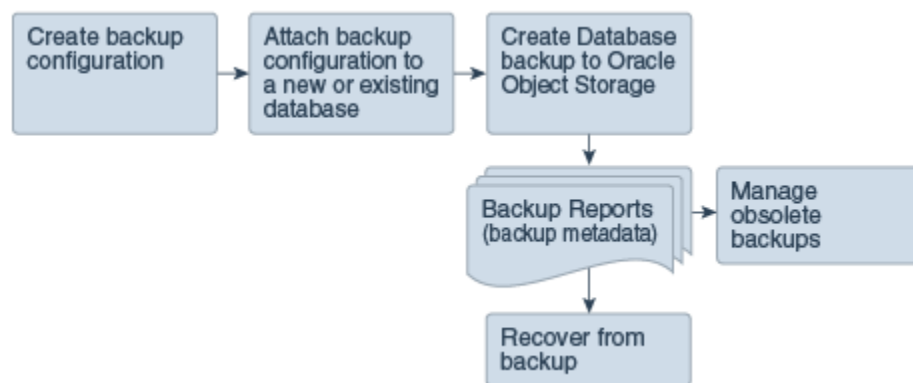 Create backup
configuration
Attach backup
configuration to
a new or existing
database
Create Database
backup to Oracle
Object Storage
Backup Reports
(backup metadata)
Manage
obsolete
backups
Recover from
backup